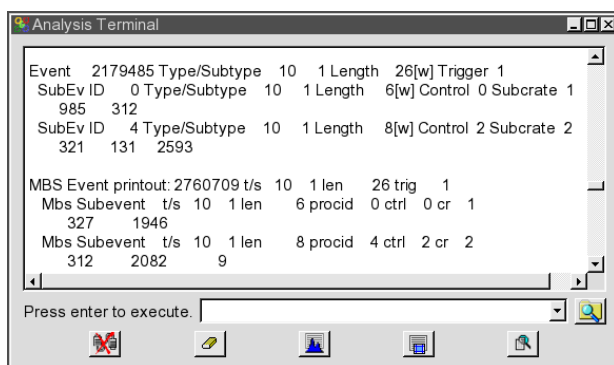 Analysis Terminal
Event 2179485 Type/Subtype 10 1 Length 26[w] Trigger 1
SubEv ID 0 Type/Subtype 10 1 Length 6[w] Control 0 Subcrate 1
985 312
SubEv ID 4 Type/Subtype 10 1 Length 8[w] Control 2 Subcrate 2
321 131 2593
MBS Event printout: 2760709 t/s 10 1 len 26 trig 1
Mbs Subevent t/s 10 1 len 6 procid 0 ctrl 0 cr 1
327 1946
Mbs Subevent t/s 10 1 len 8 procid 4 ctrl 2 cr 2
312 2082 9
Press enter to execute.